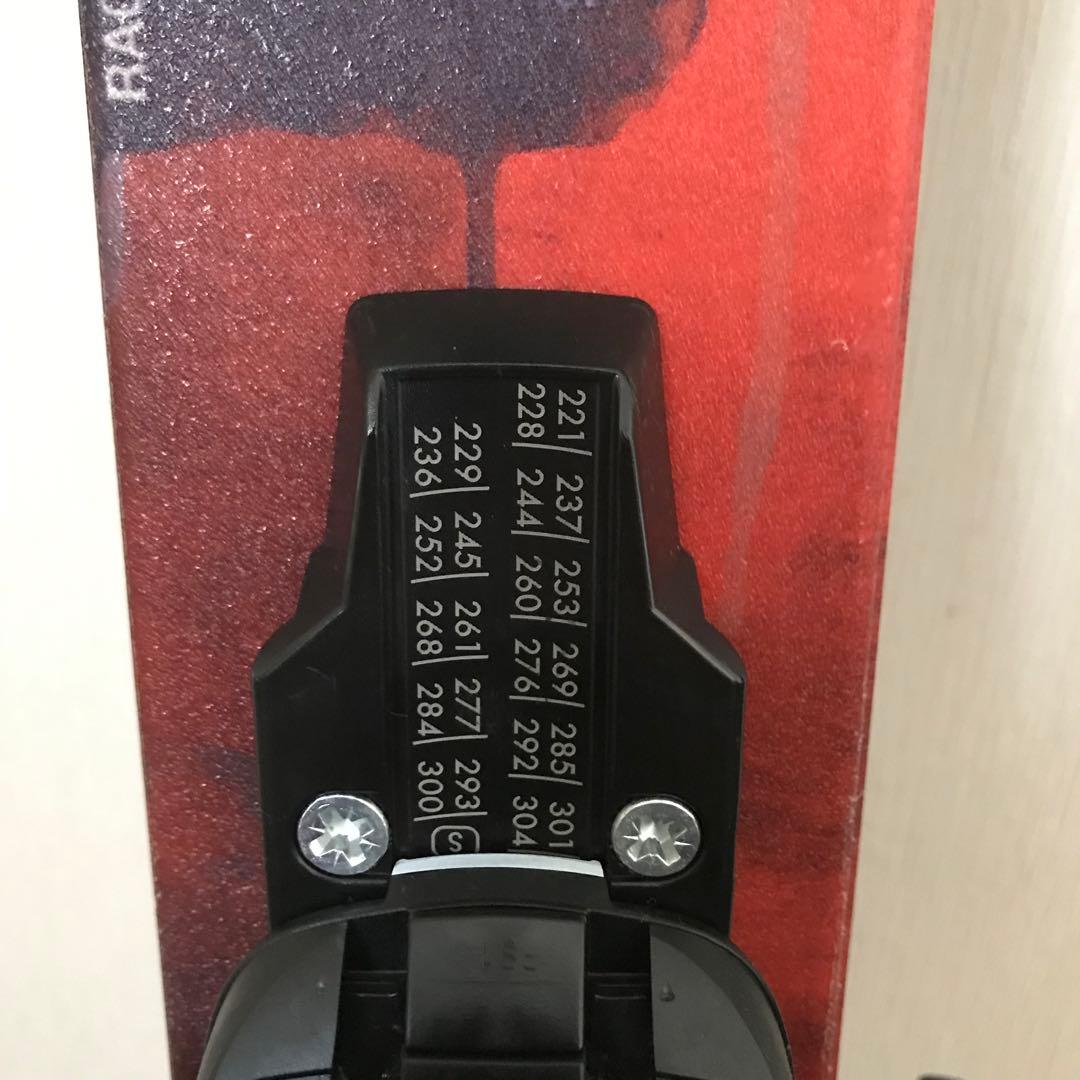 221| 237| 253| 269| 285| 301
228| 244| 260| 276| 292| 304
229| 245| 261| 277| 293| S
236| 252| 268| 284| 300|